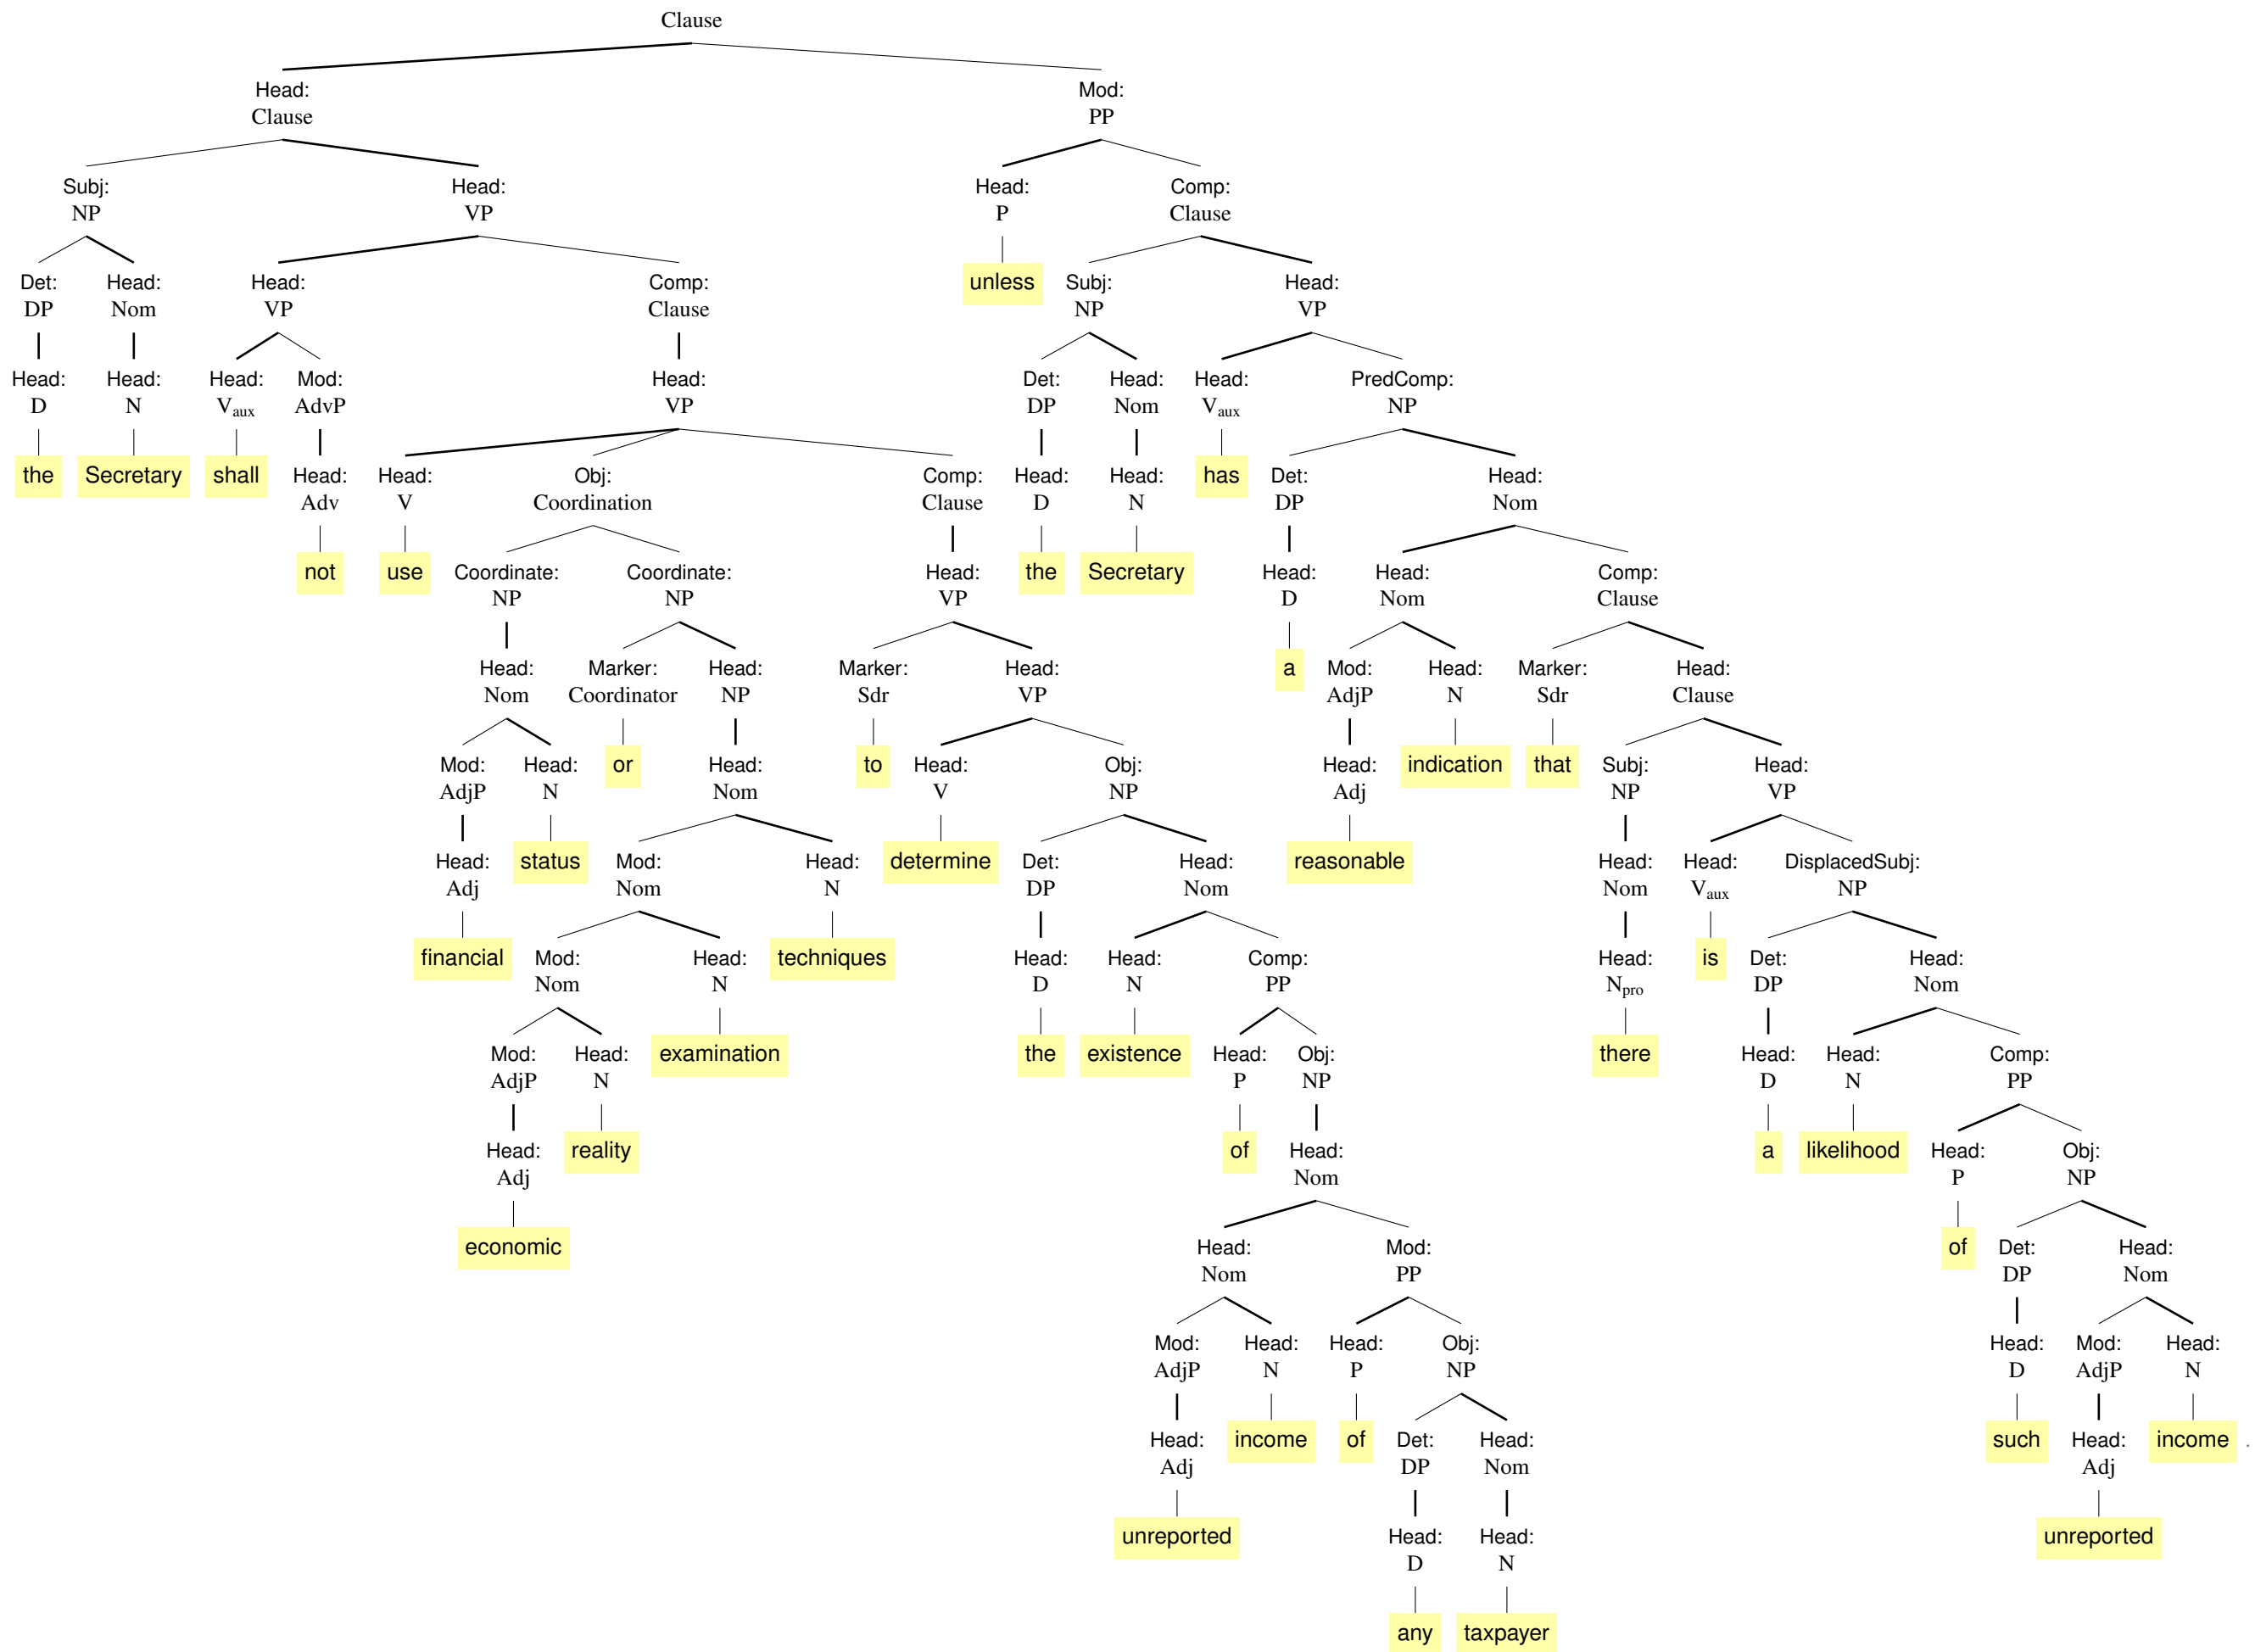 Clause
Head: Mod:
Clause PP
Subj: Head: Head: Comp:
NP VP P Clause
Det: Head: Head: Comp: unless Subj: Head:
DP Nom VP Clause NP VP
Head: Head: Head: Mod: Head: Det: Head: Head: PredComp:
D N Vaux AdvP VP DP Nom Vaux NP
the Secretary shall Head: Head: Obj: Comp: Head: Head: has Det: Head:
Adv V Coordination Clause D N DP Nom
not use Coordinate: Coordinate: Head: the Secretary Head: Head: Comp:
NP NP VP D Nom Clause
Head: Marker: Head: Marker: Head: a Mod: Head: Marker: Head:
Nom Coordinator NP Sdr VP AdjP N Sdr Clause
Mod: Head: or Head: to Head: Obj: Head: indication that Subj: Head:
AdjP N Nom V NP Adj NP VP
Head: status Mod: Head: determine Det: Head: reasonable Head: Head: DisplacedSubj:
Adj Nom N DP Nom Nom Vaux NP
financial Mod: Head: techniques Head: Head: Comp: Head: is Det: Head:
Nom N D N PP Npro DP Nom
Mod: Head: examination the existence Head: Obj: there Head: Head: Comp:
AdjP N P NP D N PP
Head: reality of Head: a likelihood Head: Obj:
Adj Nom P NP
economic Head: Mod: of Det: Head:
Nom PP DP Nom
Mod: Head: Head: Obj: Head: Mod: Head:
AdjP N P NP D AdjP N
Head: income of Det: Head: such Head: income .
Adj DP Nom Adj
unreported Head: Head: unreported
D N
any taxpayer